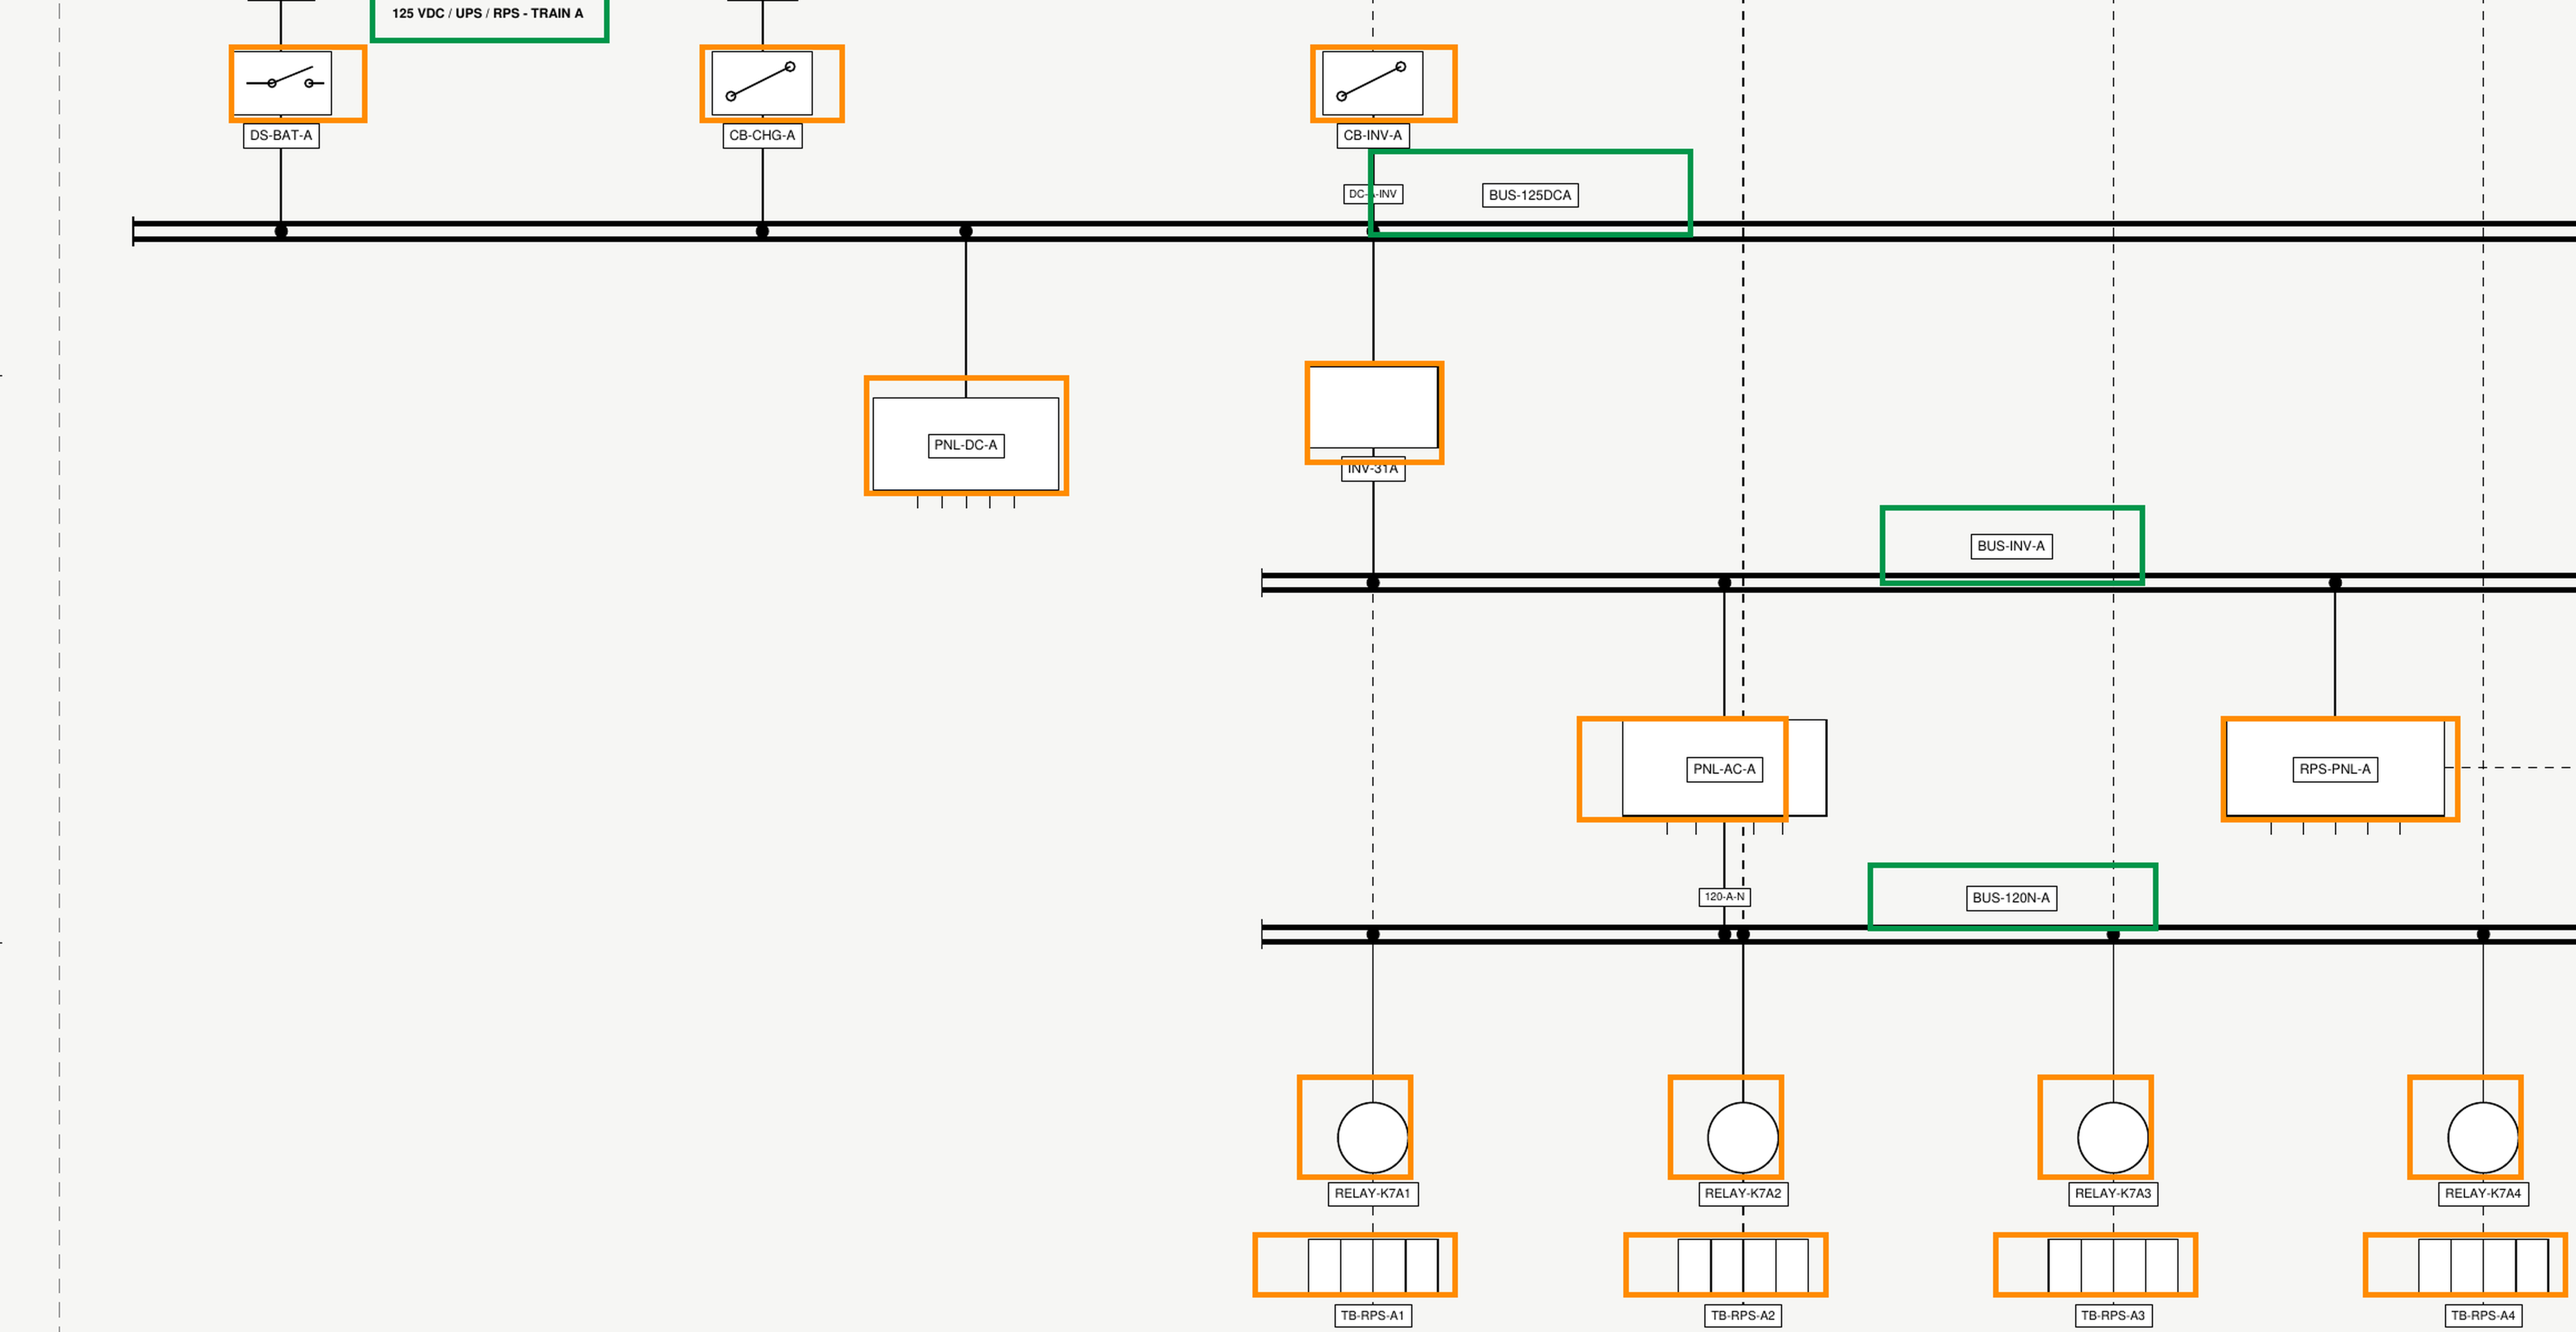 125 VDC / UPS / RPS - TRAIN A
DS-BAT-A
CB-CHG-A
CB-INV-A
DC-A-INV
BUS-125DCA
PNL-DC-A
INV-31A
BUS-INV-A
PNL-AC-A
RPS-PNL-A
120-A-N
BUS-120N-A
RELAY-K7A1
RELAY-K7A2
RELAY-K7A3
RELAY-K7A4
TB-RPS-A1
TB-RPS-A2
TB-RPS-A3
TB-RPS-A4